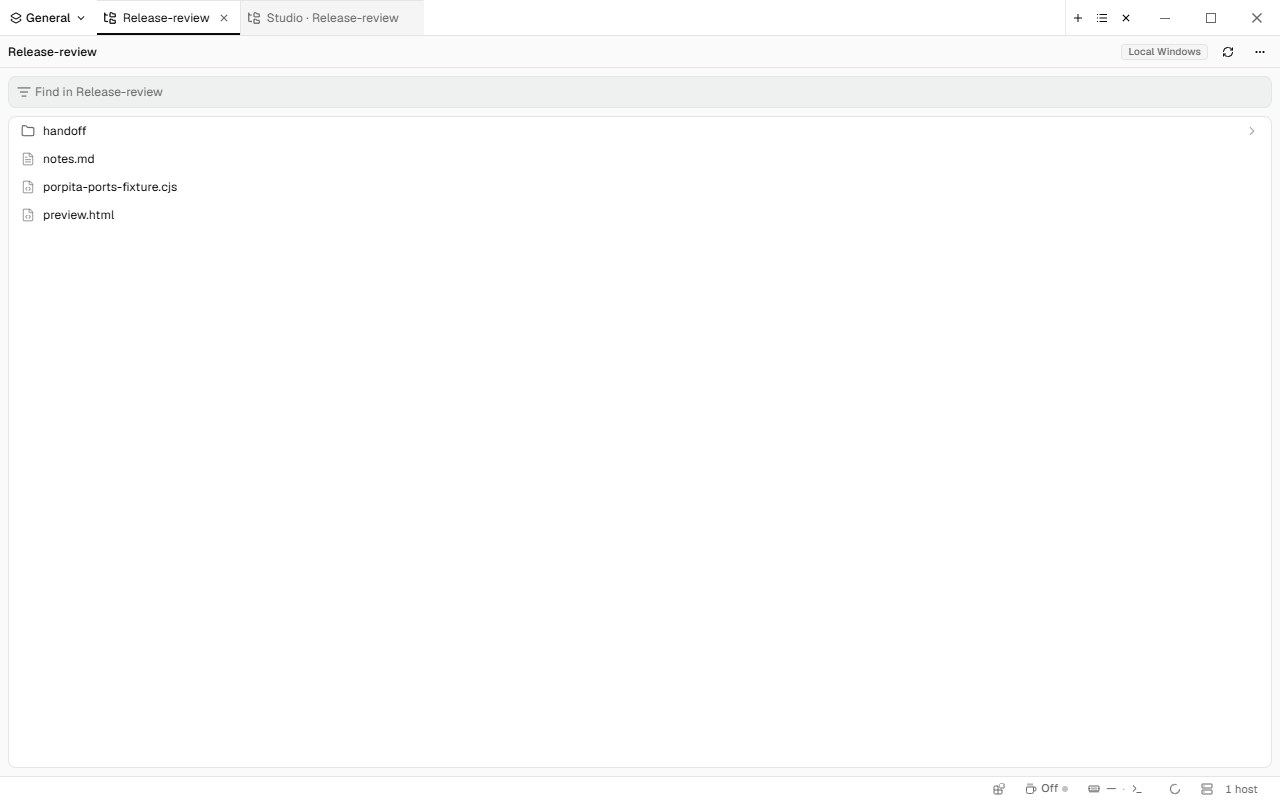 General
Release-review
Studio · Release-review
Release-review
Local Windows
Find in Release-review
handoff
notes.md
porpita-ports-fixture.cjs
preview.html
Off
— ·
1 host